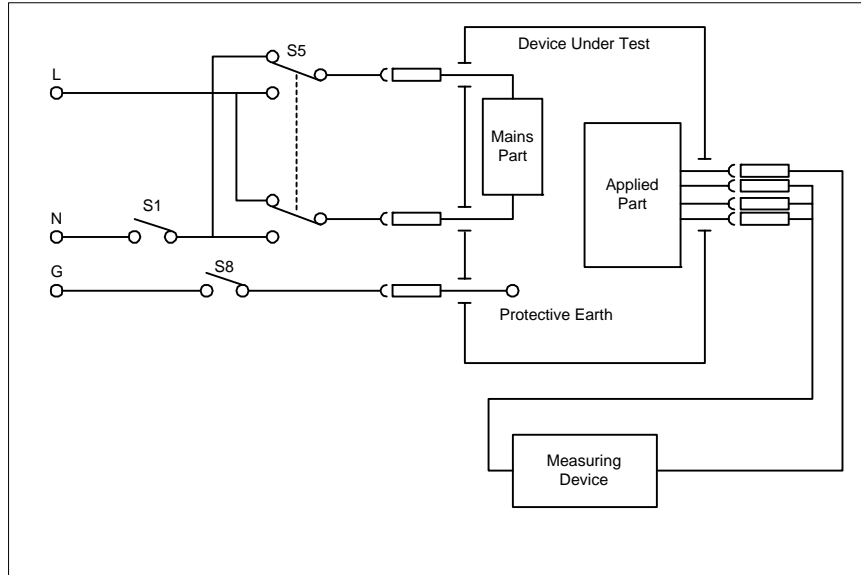 S5
Device Under Test
L
Mains
Part
Applied
Part
S1
N
G
S8
Protective Earth
Measuring
Device